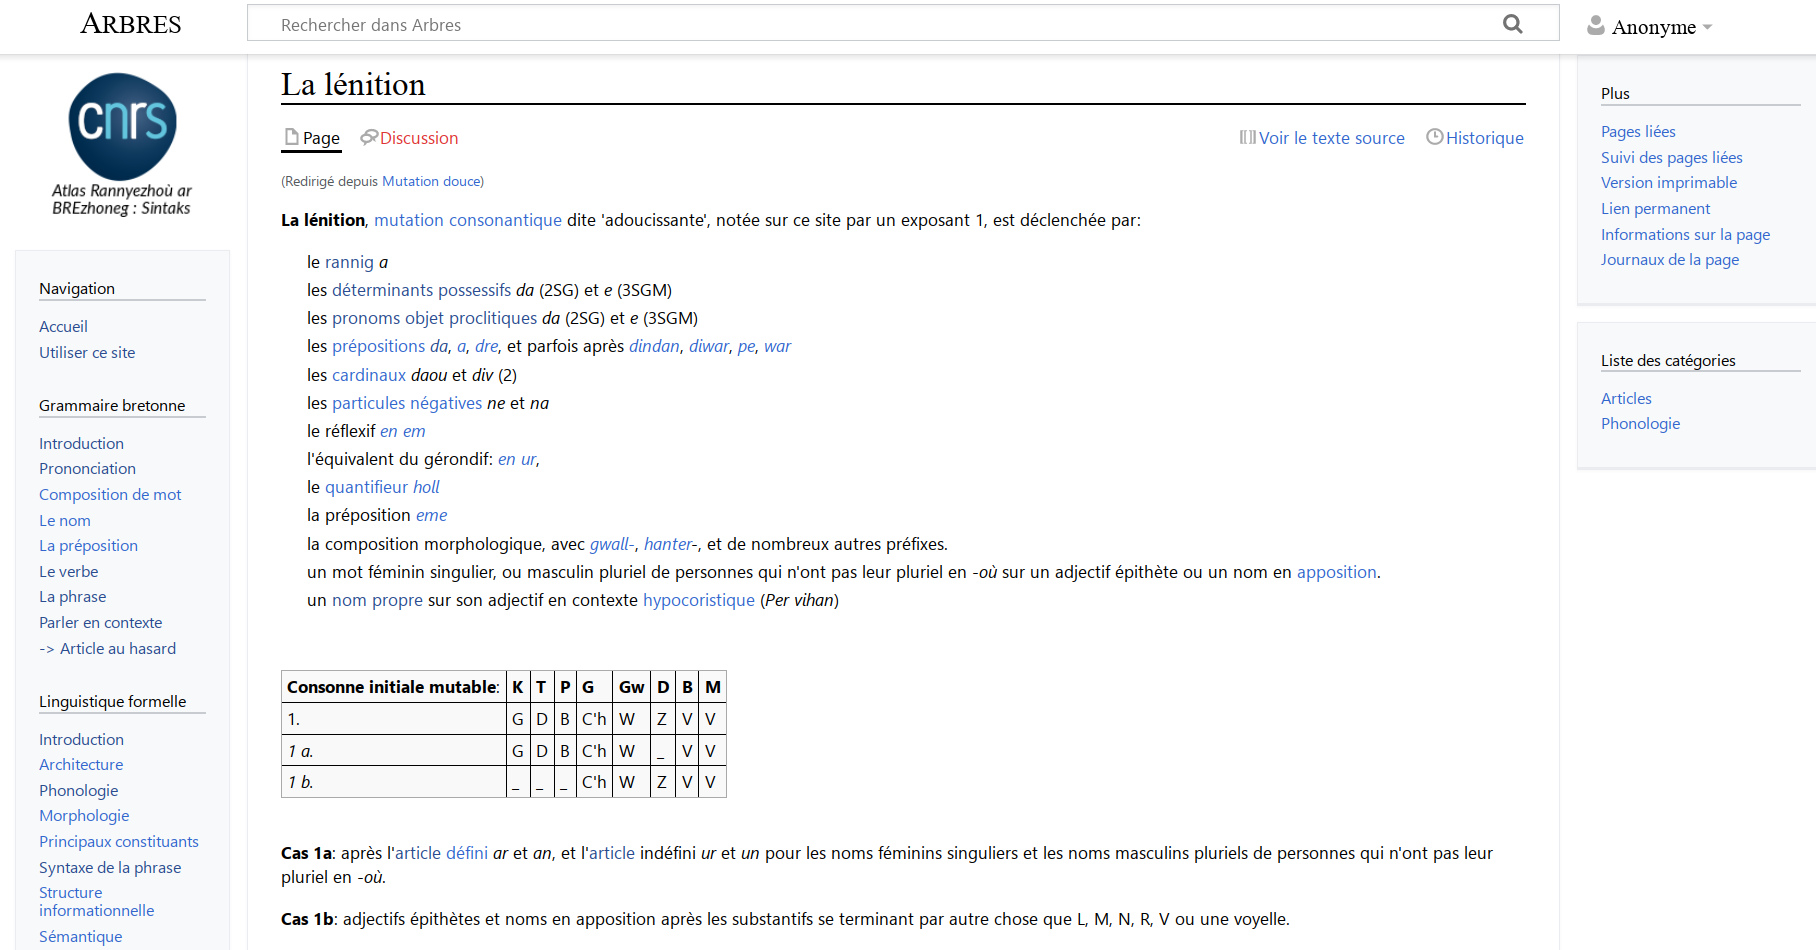 ARBRES
Rechercher dans Arbres
Anonyme
cnrs
Atlas Rannyezhoù ar
BREzhoneg : Sintaks
Navigation
Accueil
Utiliser ce site
Grammaire bretonne
Introduction
Prononciation
Composition de mot
Le nom
La préposition
Le verbe
La phrase
Parler en contexte
-> Article au hasard
Linguistique formelle
Introduction
Architecture
Phonologie
Morphologie
Principaux constituants
Syntaxe de la phrase
Structure
informationnelle
Sémantique
La lénition
Page Discussion Voir le texte source Historique
(Redirigé depuis Mutation douce)
La lénition, mutation consonantique dite 'adoucissante', notée sur ce site par un exposant 1, est déclenchée par:
le rannig a
les déterminants possessifs da (2SG) et e (3SGM)
les pronoms objet proclitiques da (2SG) et e (3SGM)
les prépositions da, a, dre, et parfois après dindan, diwar, pe, war
les cardinaux daou et div (2)
les particules négatives ne et na
le réflexif en em
l'équivalent du gérondif: en ur,
le quantifieur holl
la préposition eme
la composition morphologique, avec gwall-, hanter-, et de nombreux autres préfixes.
un mot féminin singulier, ou masculin pluriel de personnes qui n'ont pas leur pluriel en -où sur un adjectif épithète ou un nom en apposition.
un nom propre sur son adjectif en contexte hypocoristique (Per vihan)
Consonne initiale mutable: K T P G Gw D B M
1. G D B C'h W Z V V
1 a. G D B C'h W _ V V
1 b. _ _ _ C'h W Z V V
Cas 1a: après l'article défini ar et an, et l'article indéfini ur et un pour les noms féminins singuliers et les noms masculins pluriels de personnes qui n'ont pas leur
pluriel en -où.
Cas 1b: adjectifs épithètes et noms en apposition après les substantifs se terminant par autre chose que L, M, N, R, V ou une voyelle.
Plus
Pages liées
Suivi des pages liées
Version imprimable
Lien permanent
Informations sur la page
Journaux de la page
Liste des catégories
Articles
Phonologie